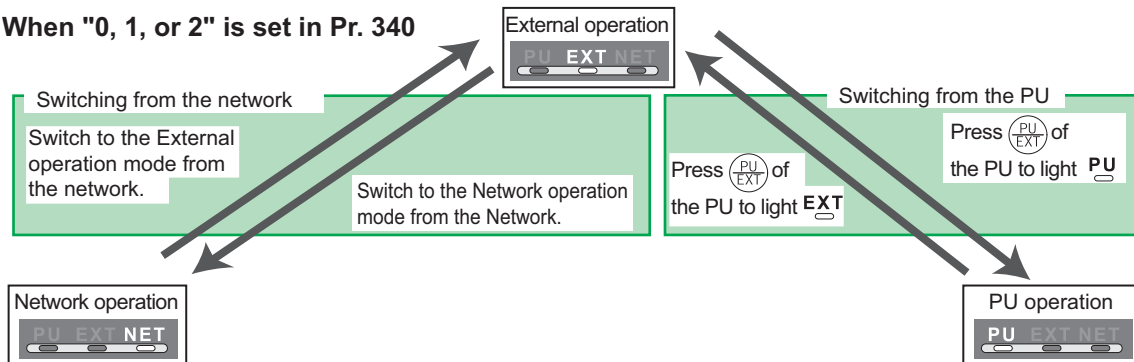 When "0, 1, or 2" is set in Pr. 340
External operation
PU EXT NET
Switching from the network
Switch to the External
operation mode from
the network.
Switch to the Network operation
mode from the Network.
Switching from the PU
Press PU/EXT of
the PU to light EXT
Press PU/EXT of
the PU to light PU
Network operation
PU EXT NET
PU operation
PU EXT NET